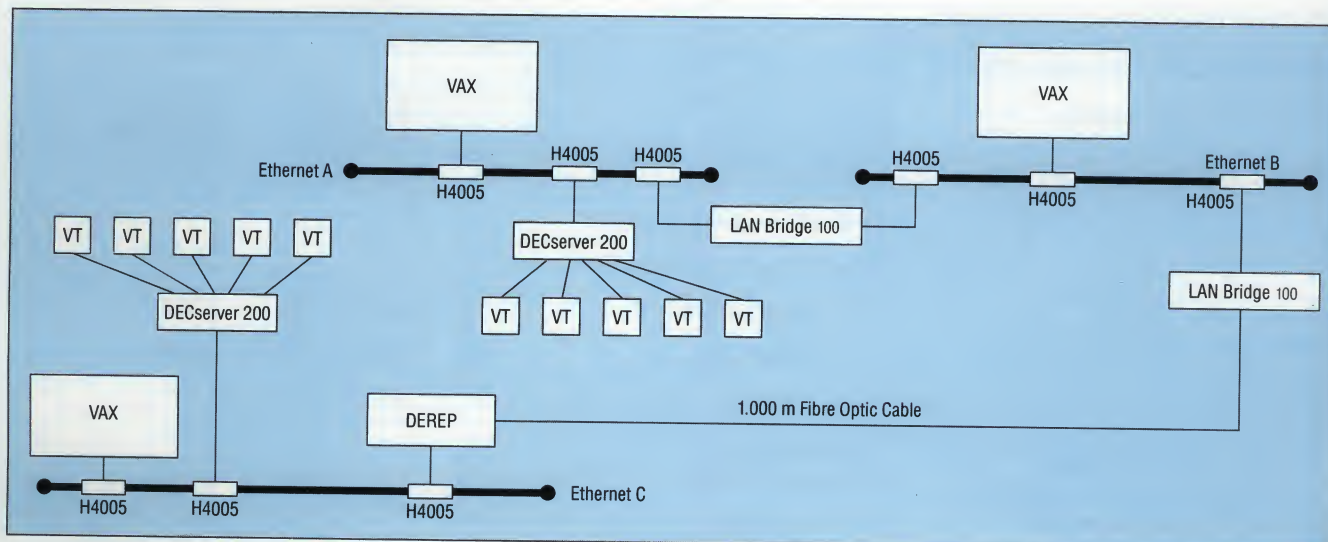 VAX
VAX
Ethernet A
H4005
H4005
H4005
H4005
H4005
Ethernet B
H4005
VT
VT
VT
VT
VT
DECserver 200
LAN Bridge 100
DECserver 200
LAN Bridge 100
VT
VT
VT
VT
VT
VAX
DEREP
1.000 m Fibre Optic Cable
H4005
H4005
H4005
Ethernet C